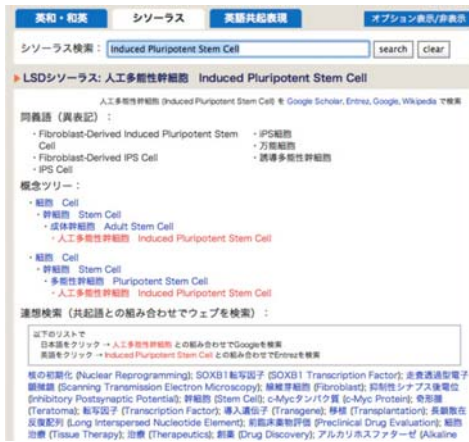 英和・和英 シソーラス 英語共起表現 オプション表示/非表示
シソーラス検索： Induced Pluripotent Stem Cell search clear
▶ LSDシソーラス: 人工多能性幹細胞 Induced Pluripotent Stem Cell
人工多能性幹細胞 (Induced Pluripotent Stem Cell) を Google Scholar, Entrez, Google, Wikipedia で検索
同義語（異表記）：
・Fibroblast-Derived Induced Pluripotent Stem Cell
・Fibroblast-Derived IPS Cell
・IPS Cell
・iPS細胞
・万能細胞
・誘導多能性幹細胞
概念ツリー：
・細胞 Cell
・幹細胞 Stem Cell
・成体幹細胞 Adult Stem Cell
・人工多能性幹細胞 Induced Pluripotent Stem Cell
・細胞 Cell
・幹細胞 Stem Cell
・多能性幹細胞 Pluripotent Stem Cell
・人工多能性幹細胞 Induced Pluripotent Stem Cell
連想検索（共起語との組み合わせでウェブを検索）：
以下のリストで
日本語をクリック → 人工多能性幹細胞 との組み合わせでGoogleを検索
英語をクリック → Induced Pluripotent Stem Cell との組み合わせでEntrezを検索
核の初期化 (Nuclear Reprogramming); SOXB1転写因子 (SOXB1 Transcription Factor); 走査透過型電子
顕微鏡 (Scanning Transmission Electron Microscopy); 線維芽細胞 (Fibroblast); 抑制性シナプス後電位
(Inhibitory Postsynaptic Potential); 幹細胞 (Stem Cell); c-Mycタンパク質 (c-Myc Protein); 奇形腫
(Teratoma); 転写因子 (Transcription Factor); 導入遺伝子 (Transgene); 移植 (Transplantation); 長鎖散在
反復配列 (Long Interspersed Nucleotide Element); 前臨床薬物評価 (Preclinical Drug Evaluation); 細胞
治療 (Tissue Therapy); 治療 (Therapeutics); 創薬 (Drug Discovery); アルカリホスファターゼ (Alkaline